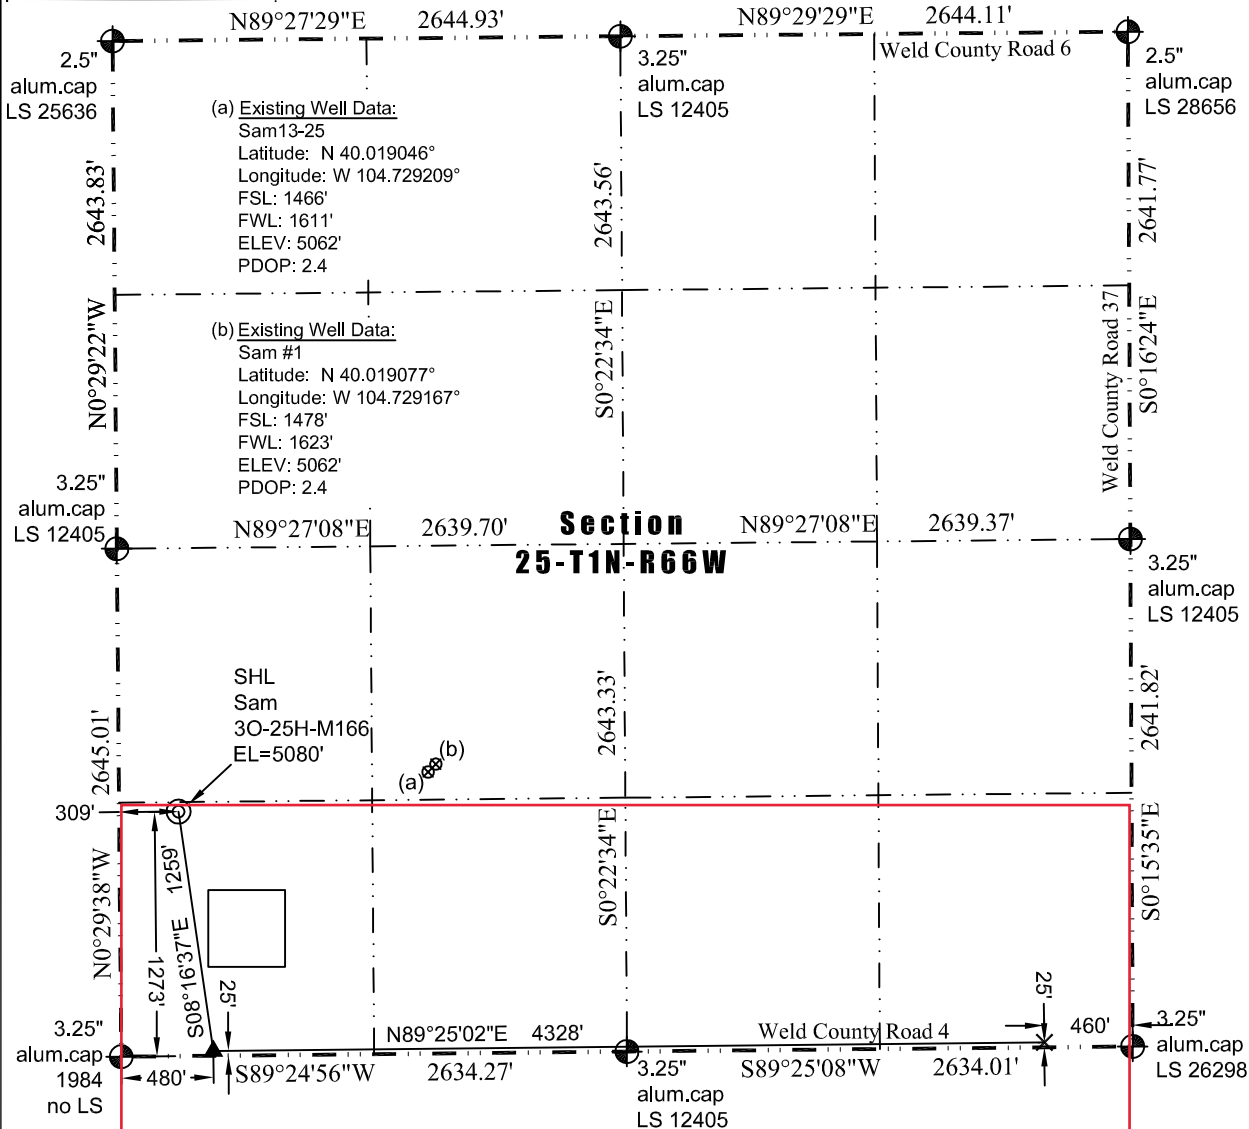 N89°27'29"E 2644.93' N89°29'29"E 2644.11'
Weld County Road 6
2.5"
alum.cap
LS 25636
3.25"
alum.cap
LS 12405
2.5"
alum.cap
LS 28656
(a) Existing Well Data:
Sam13-25
Latitude: N 40.019046°
Longitude: W 104.729209°
FSL: 1466'
FWL: 1611'
ELEV: 5062'
PDOP: 2.4
2643.83'
2643.56'
2641.77'
N0°29'22"W
S0°22'34"E
Weld County Road 37
S0°16'24"E
(b) Existing Well Data:
Sam #1
Latitude: N 40.019077°
Longitude: W 104.729167°
FSL: 1478'
FWL: 1623'
ELEV: 5062'
PDOP: 2.4
3.25"
alum.cap
LS 12405
N89°27'08"E 2639.70' Section N89°27'08"E 2639.37'
25-T1N-R66W
3.25"
alum.cap
LS 12405
SHL
Sam
3O-25H-M166
EL=5080'
(b)
(a)
2645.01'
2643.33'
2641.82'
309'
N0°29'38"W
1273'
S08°16'37"E 1259'
S0°22'34"E
S0°15'35"E
25'
25'
N89°25'02"E 4328' Weld County Road 4 460'
3.25"
alum.cap
1984
no LS
480' S89°24'56"W 2634.27'
3.25"
alum.cap
LS 12405
S89°25'08"W 2634.01'
3.25"
alum.cap
LS 26298